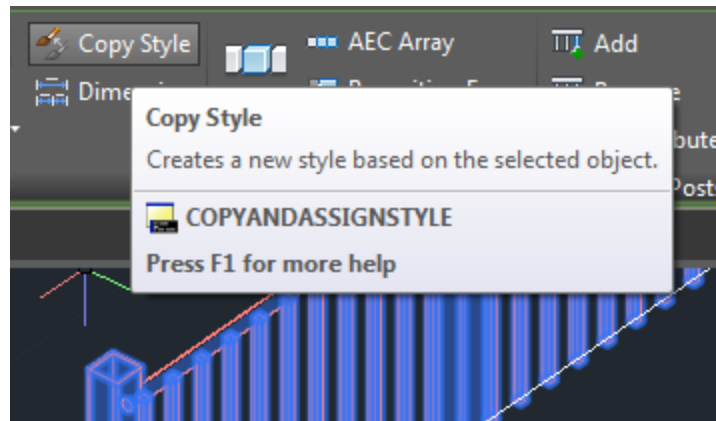 Copy Style
AEC Array
Add
Copy Style
Creates a new style based on the selected object.
COPYANDASSIGNSTYLE
Press F1 for more help